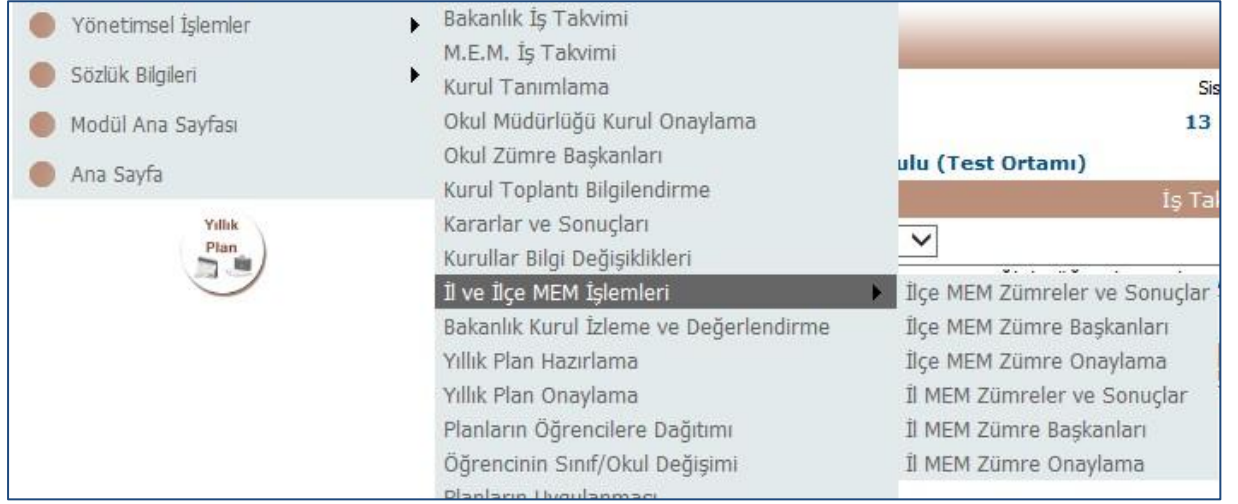 Yönetimsel İşlemler
Sözlük Bilgileri
Modül Ana Sayfası
Ana Sayfa
Yıllık
Plan
Bakanlık İş Takvimi
M.E.M. İş Takvimi
Kurul Tanımlama
Okul Müdürlüğü Kurul Onaylama
Okul Zümre Başkanları
Kurul Toplantı Bilgilendirme
Kararlar ve Sonuçları
Kurullar Bilgi Değişiklikleri
İl ve İlçe MEM İşlemleri
Bakanlık Kurul İzleme ve Değerlendirme
Yıllık Plan Hazırlama
Yıllık Plan Onaylama
Planların Öğrencilere Dağıtımı
Öğrencinin Sınıf/Okul Değişimi
Planların Uygulanması
Sis
13
ulu (Test Ortamı)
İş Tak
İlçe MEM Zümreler ve Sonuçlar
İlçe MEM Zümre Başkanları
İlçe MEM Zümre Onaylama
İl MEM Zümreler ve Sonuçlar
İl MEM Zümre Başkanları
İl MEM Zümre Onaylama